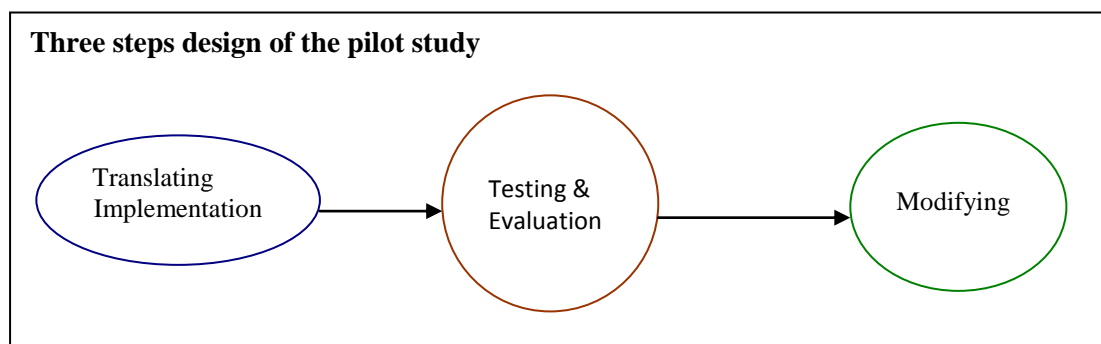 Three steps design of the pilot study
Translating
Implementation
Testing &
Evaluation
Modifying